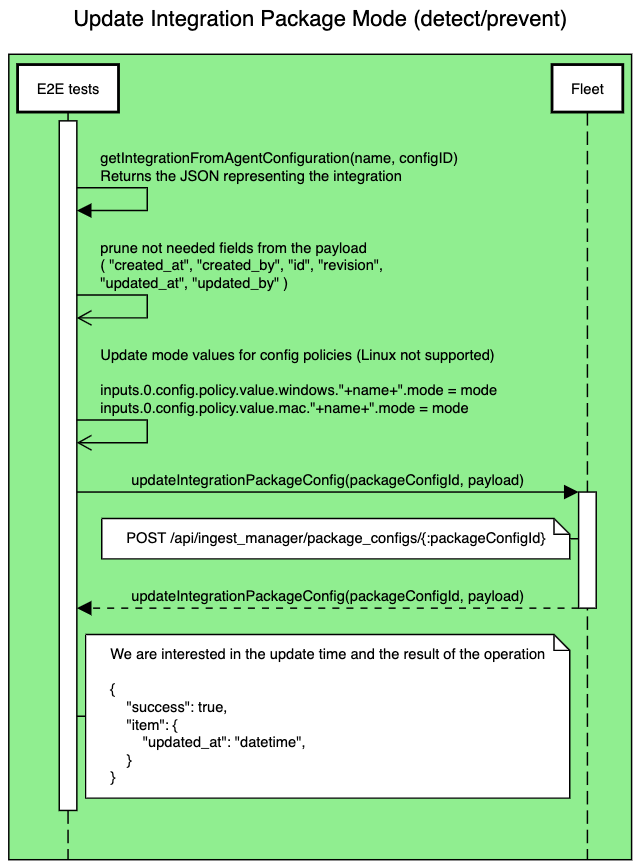 Update Integration Package Mode (detect/prevent)
E2E tests
Fleet
getIntegrationFromAgentConfiguration(name, configID)
Returns the JSON representing the integration
prune not needed fields from the payload
( "created_at", "created_by", "id", "revision",
"updated_at", "updated_by" )
Update mode values for config policies (Linux not supported)
inputs.0.config.policy.value.windows."+name+".mode = mode
inputs.0.config.policy.value.mac."+name+".mode = mode
updateIntegrationPackageConfig(packageConfigId, payload)
POST /api/ingest_manager/package_configs/{:packageConfigId}
updateIntegrationPackageConfig(packageConfigId, payload)
We are interested in the update time and the result of the operation
{
"success": true,
"item": {
"updated_at": "datetime",
}
}